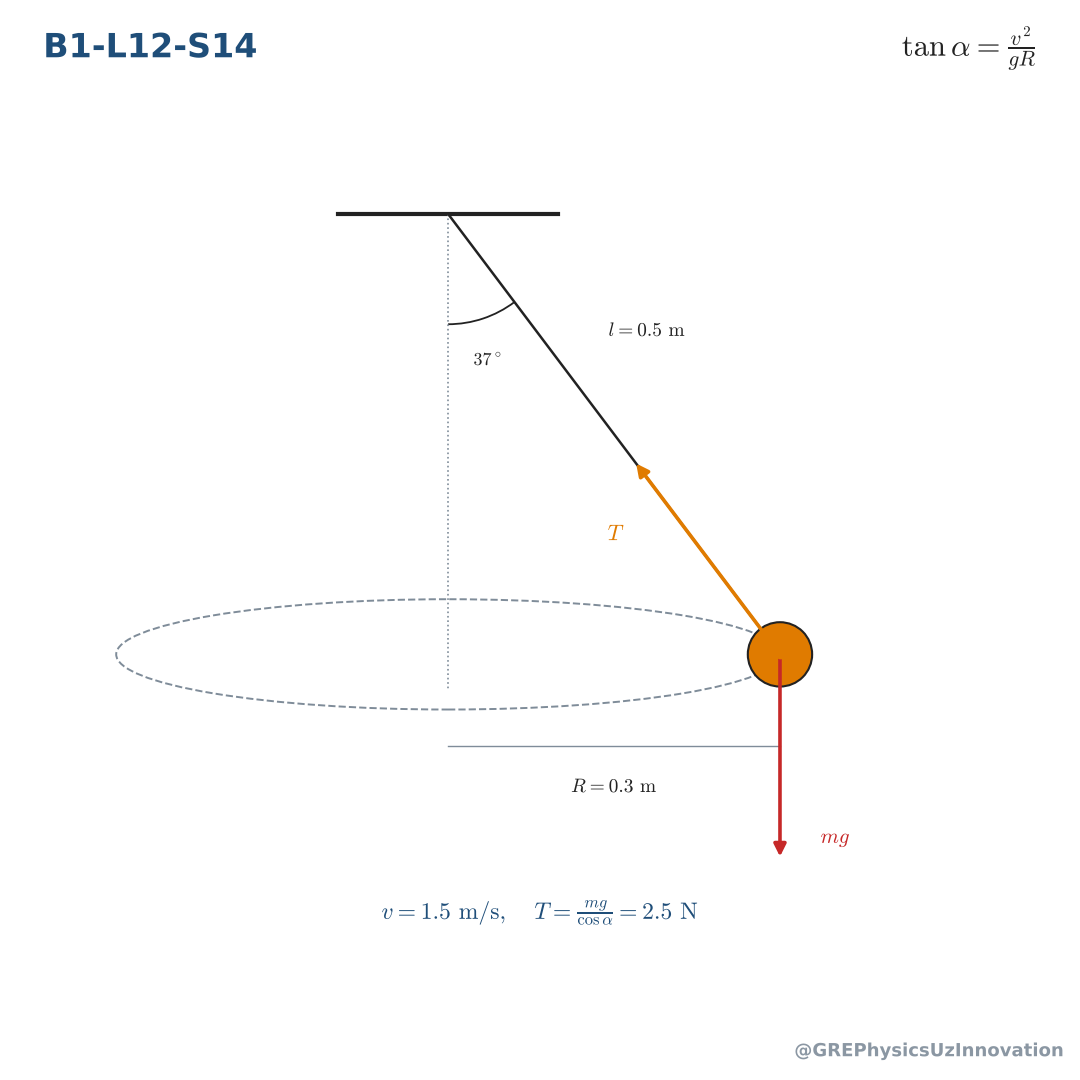 B1-L12-S14
tan α = v²/gR
l = 0.5 m
37°
T
R = 0.3 m
mg
v = 1.5 m/s, T = mg/cos α = 2.5 N
@GREPhysicsUzInnovation